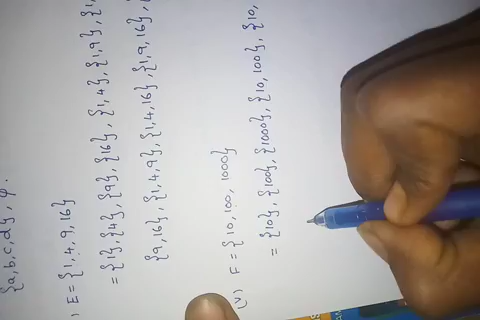 {a,b,c,d}, φ.
) E = {1,4,9,16}
= {1}, {4}, {9}, {16}, {1,4}, {1,9}, {1,
{9,16}, {1,4,9}, {1,4,16}, {1,9,16},
(v) F = {10, 100, 1000}
= {10}, {100}, {1000}, {10, 100}, {10,